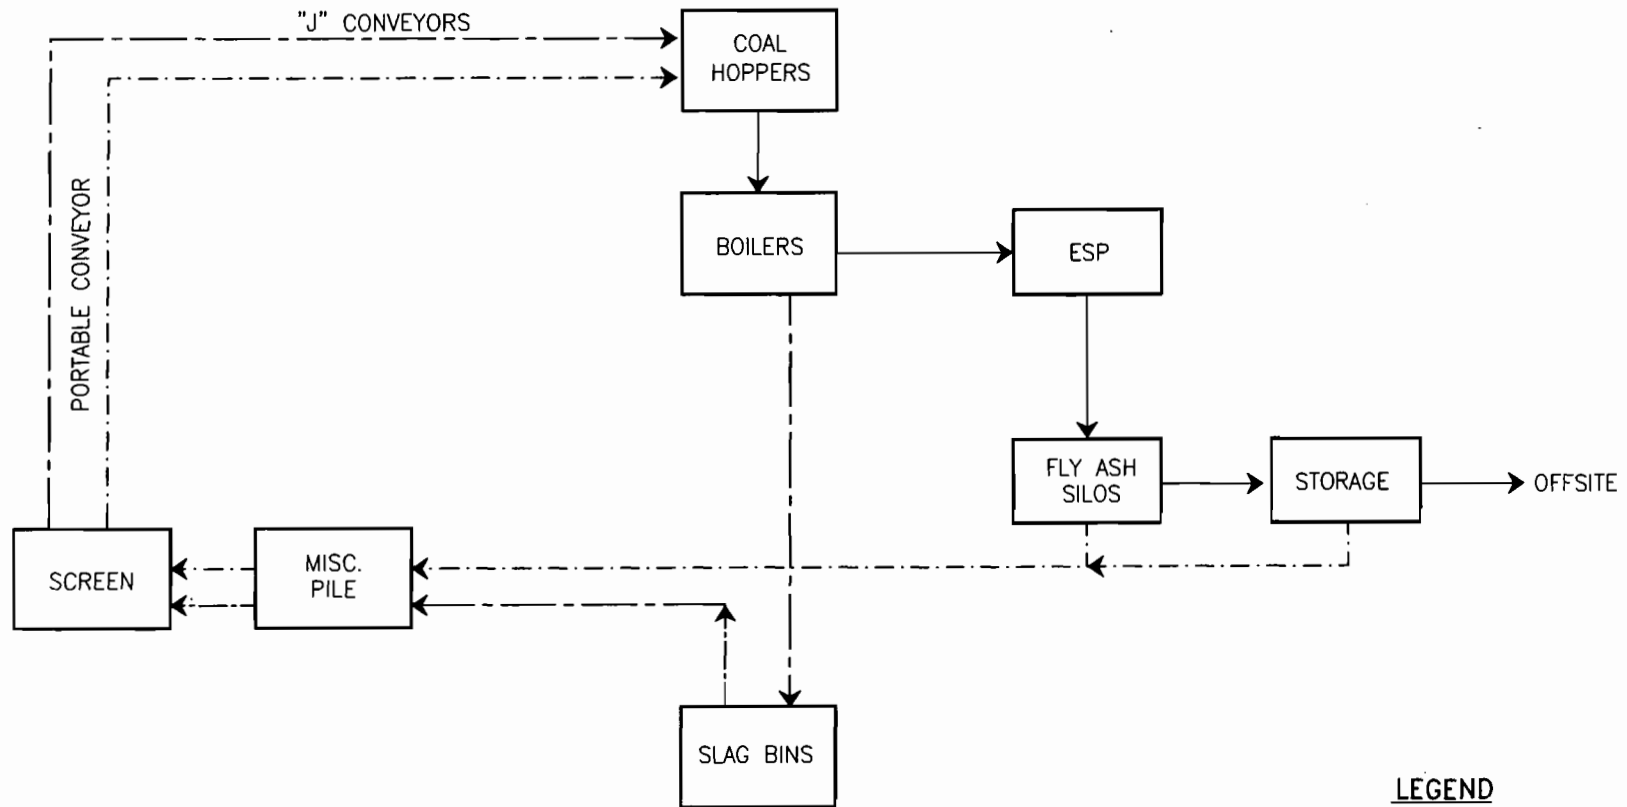 "J" CONVEYORS
COAL
HOPPERS
PORTABLE CONVEYOR
BOILERS
ESP
FLY ASH
SILOS
STORAGE
OFFSITE
SCREEN
MISC.
PILE
SLAG BINS
LEGEND